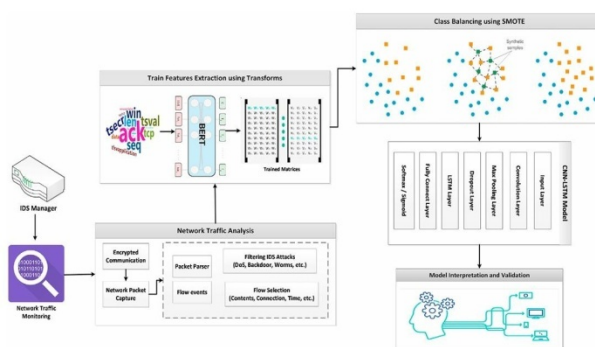 Class Balancing using SMOTE
Synthetic
samples
Train Features Extraction using Transforms
win
tsect
len
tsval
ack
tcp
seq
BERT
Trained Matrices
IDS Manager
Network Traffic
Monitoring
Network Traffic Analysis
Encrypted
Communication
Network Packet
Capture
Packet Parser
Flow events
Filtering IDS Attacks
(DoS, Backdoor, Worms, etc.)
Flow Selection
(Contents, Connection, Time, etc.)
Softmax / Sigmoid
Fully Connect Layer
LSTM Layer
Dropout Layer
Max Pooling Layer
Convolution Layer
input Layer
CNN-LSTM Model
Model Interpretation and Validation